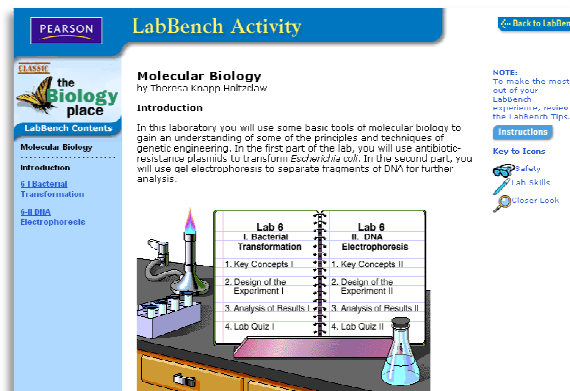 PEARSON
LabBench Activity
<-- Back to LabBen
CLASSIC
the
Biology
place
LabBench Contents
Molecular Biology
Introduction
6-I Bacterial
Transformation
6-II DNA
Electrophoresis
Molecular Biology
by Theresa Knapp Holtzclaw
Introduction
In this laboratory you will use some basic tools of molecular biology to
gain an understanding of some of the principles and techniques of
genetic engineering. In the first part of the lab, you will use antibiotic-
resistance plasmids to transform Escherichia coli. In the second part, you
will use gel electrophoresis to separate fragments of DNA for further
analysis.
Lab 6
I. Bacterial
Transformation
1. Key Concepts I
2. Design of the
Experiment I
3. Analysis of Results I
4. Lab Quiz I
Lab 6
II. DNA
Electrophoresis
1. Key Concepts II
2. Design of the
Experiment II
3. Analysis of Results II
4. Lab Quiz II
NOTE:
To make the most
out of your
LabBench
experience, review
the LabBench Tips.
Instructions
Key to Icons
Safety
Lab Skills
Closer Look